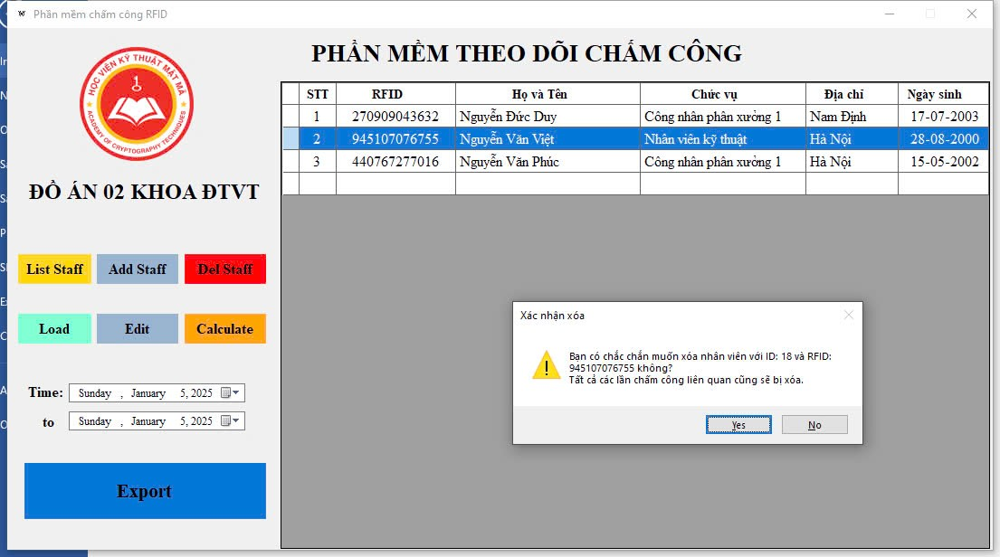 Phần mềm chấm công RFID
HỌC VIỆN KỸ THUẬT MẬT MÃ
ACADEMY OF CRYPTOGRAPHY TECHNIQUES
ĐỒ ÁN 02 KHOA ĐTVT
List Staff Add Staff Del Staff
Load Edit Calculate
Time: Sunday , January 5, 2025
to Sunday , January 5, 2025
Export
PHẦN MỀM THEO DÕI CHẤM CÔNG
STT RFID Họ và Tên Chức vụ Địa chỉ Ngày sinh
1 270909043632 Nguyễn Đức Duy Công nhân phân xưởng 1 Nam Định 17-07-2003
2 945107076755 Nguyễn Văn Việt Nhân viên kỹ thuật Hà Nội 28-08-2000
3 440767277016 Nguyễn Văn Phúc Công nhân phân xưởng 1 Hà Nội 15-05-2002
Xác nhận xóa
Bạn có chắc chắn muốn xóa nhân viên với ID: 18 và RFID:
945107076755 không?
Tất cả các lần chấm công liên quan cũng sẽ bị xóa.
Yes No